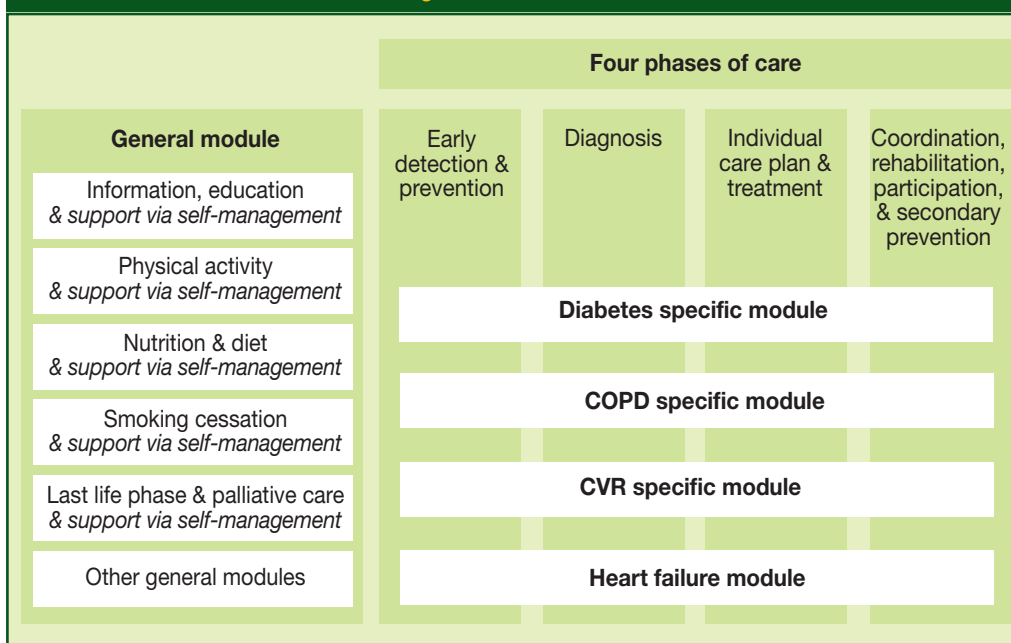 Four phases of care
General module
Information, education
& support via self-management
Physical activity
& support via self-management
Nutrition & diet
& support via self-management
Smoking cessation
& support via self-management
Last life phase & palliative care
& support via self-management
Other general modules
Early
detection &
prevention
Diagnosis
Individual
care plan &
treatment
Coordination,
rehabilitation,
participation,
& secondary
prevention
Diabetes specific module
COPD specific module
CVR specific module
Heart failure module